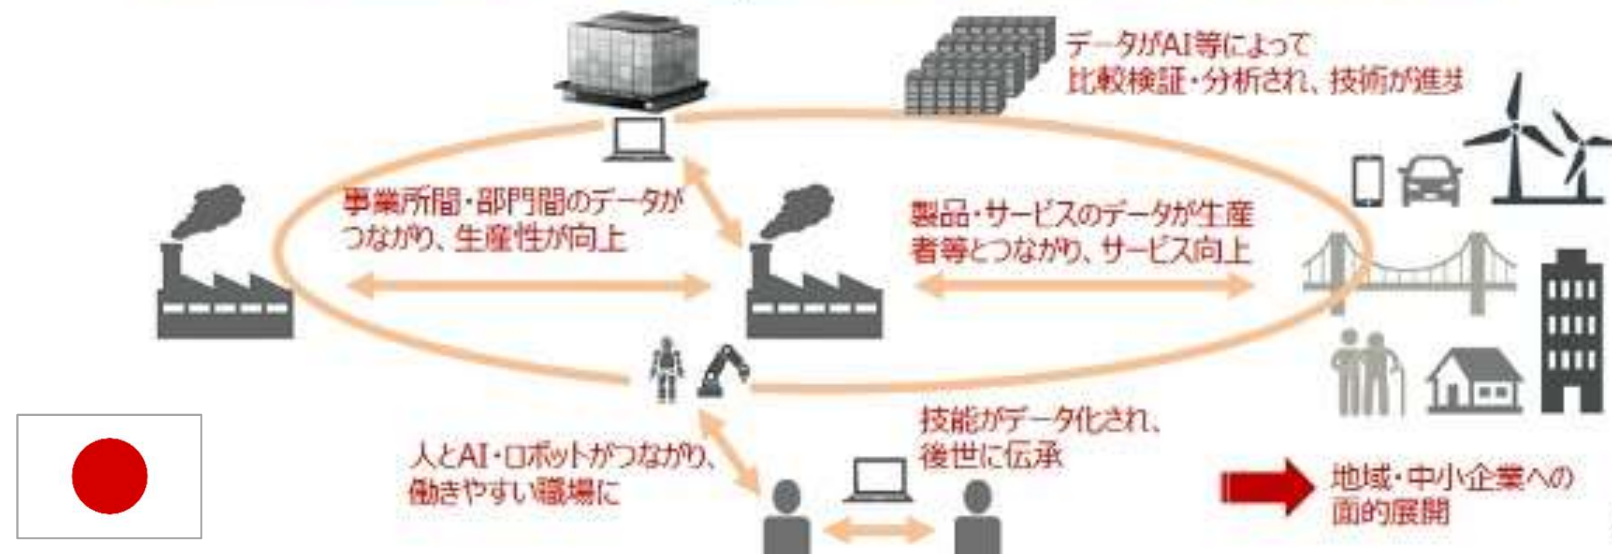 データがAI等によって
比較検証・分析され、技術が進歩
事業所間・部門間のデータが
つながり、生産性が向上
製品・サービスのデータが生産
者等とつながり、サービス向上
人とAI・ロボットがつながり、
働きやすい職場に
技能がデータ化され、
後世に伝承
地域・中小企業への
面的展開